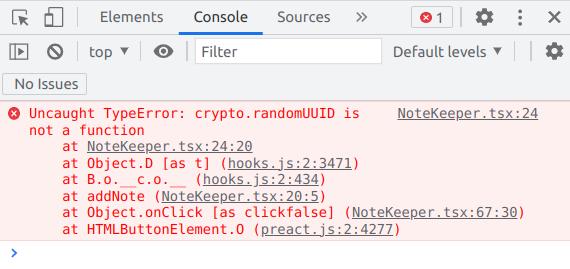 Elements Console Sources » 1
top Filter Default levels
No Issues
Uncaught TypeError: crypto.randomUUID is NoteKeeper.tsx:24
not a function
at NoteKeeper.tsx:24:20
at Object.D [as t] (hooks.js:2:3471)
at B.o.__c.o.__ (hooks.js:2:434)
at addNote (NoteKeeper.tsx:20:5)
at Object.onClick [as clickfalse] (NoteKeeper.tsx:67:30)
at HTMLButtonElement.O (preact.js:2:4277)